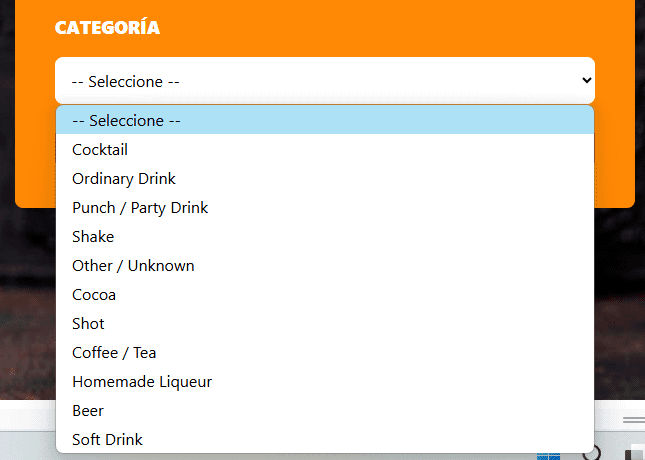 CATEGORÍA
-- Seleccione --
-- Seleccione --
Cocktail
Ordinary Drink
Punch / Party Drink
Shake
Other / Unknown
Cocoa
Shot
Coffee / Tea
Homemade Liqueur
Beer
Soft Drink